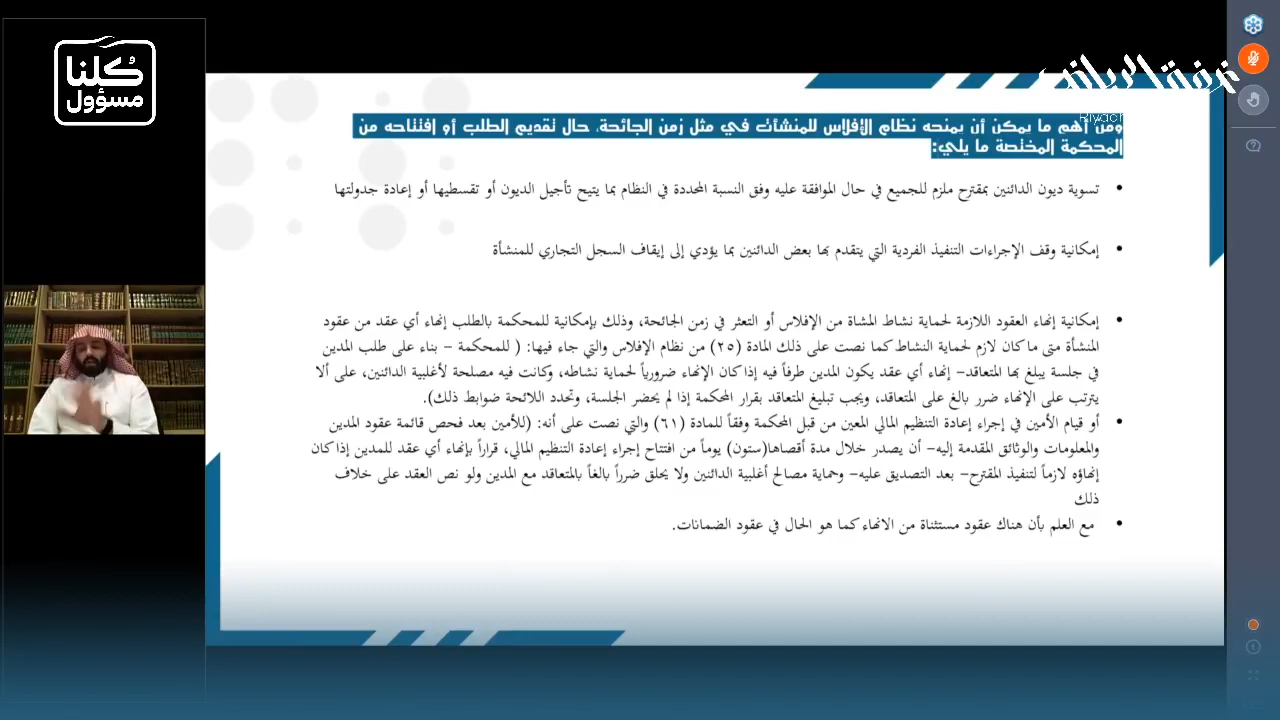 كُلنا
مسؤول
غرفة الرياض
ومن أهم ما يمكن أن يمنحه نظام الإفلاس للمنشآت في مثل زمن الجائحة، حال تقديم الطلب أو افتتاحه من
المحكمة المختصة ما يلي:
• تسوية ديون الدائنين بمقترح ملزم للجميع في حال الموافقة عليه وفق النسبة المحددة في النظام بما يتيح تأجيل الديون أو تقسطيها أو إعادة جدولتها
• إمكانية وقف الإجراءات التنفيذ الفردية التي يتقدم بها بعض الدائنين بما يؤدي إلى إيقاف السجل التجاري للمنشأة
• إمكانية إنهاء العقود اللازمة لحماية نشاط المشاة من الإفلاس أو التعثر في زمن الجائحة، وذلك بإمكانية للمحكمة بالطلب إنهاء أي عقد من عقود
المنشأة متى ما كان لازم لحماية النشاط كما نصت على ذلك المادة (٢٥) من نظام الإفلاس والتي جاء فيها: ( للمحكمة – بناء على طلب المدين
في جلسة يبلغ بها المتعاقد– إنهاء أي عقد يكون المدين طرفاً فيه إذا كان الإنهاء ضرورياً لحماية نشاطه، وكانت فيه مصلحة لأغلبية الدائنين، على ألا
يترتب على الإنهاء ضرر بالغ على المتعاقد، ويجب تبليغ المتعاقد بقرار المحكمة إذا لم يحضر الجلسة، وتحدد اللائحة ضوابط ذلك).
• أو قيام الأمين في إجراء إعادة التنظيم المالي المعين من قبل المحكمة وفقاً للمادة (٦١) والتي نصت على أنه: (للأمين بعد فحص قائمة عقود المدين
والمعلومات والوثائق المقدمة إليه– أن يصدر خلال مدة أقصاها(ستون) يوماً من افتتاح إجراء إعادة التنظيم المالي، قراراً بإنهاء أي عقد للمدين إذا كان
إنهاؤه لازماً لتنفيذ المقترح– بعد التصديق عليه– وحماية مصالح أغلبية الدائنين ولا يحلق ضرراً بالغاً بالمتعاقد مع المدين ولو نص العقد على خلاف
ذلك
• مع العلم بأن هناك عقود مستثناة من الانهاء كما هو الحال في عقود الضمانات.